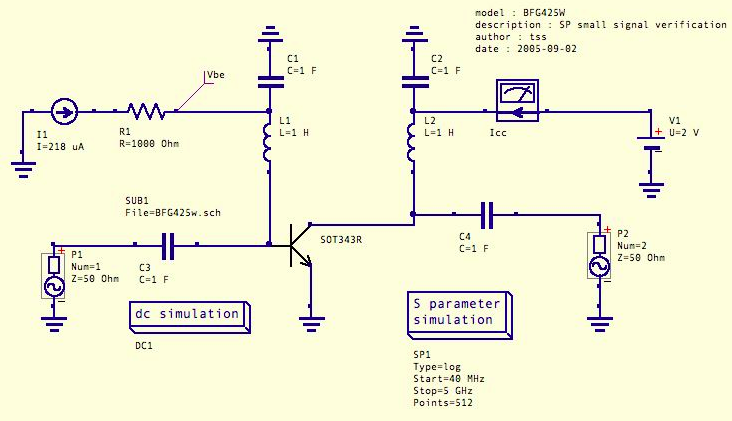 model : BFG425W
description : SP small signal verification
author : tss
date : 2005-09-02
C1
C=1 F
C2
C=1 F
Vbe
I1
I=218 uA
R1
R=1000 Ohm
L1
L=1 H
L2
L=1 H
Icc
V1
U=2 V
SUB1
File=BFG425w.sch
SOT343R
P1
Num=1
Z=50 Ohm
C3
C=1 F
C4
C=1 F
P2
Num=2
Z=50 Ohm
dc simulation
DC1
S parameter
simulation
SP1
Type=log
Start=40 MHz
Stop=5 GHz
Points=512